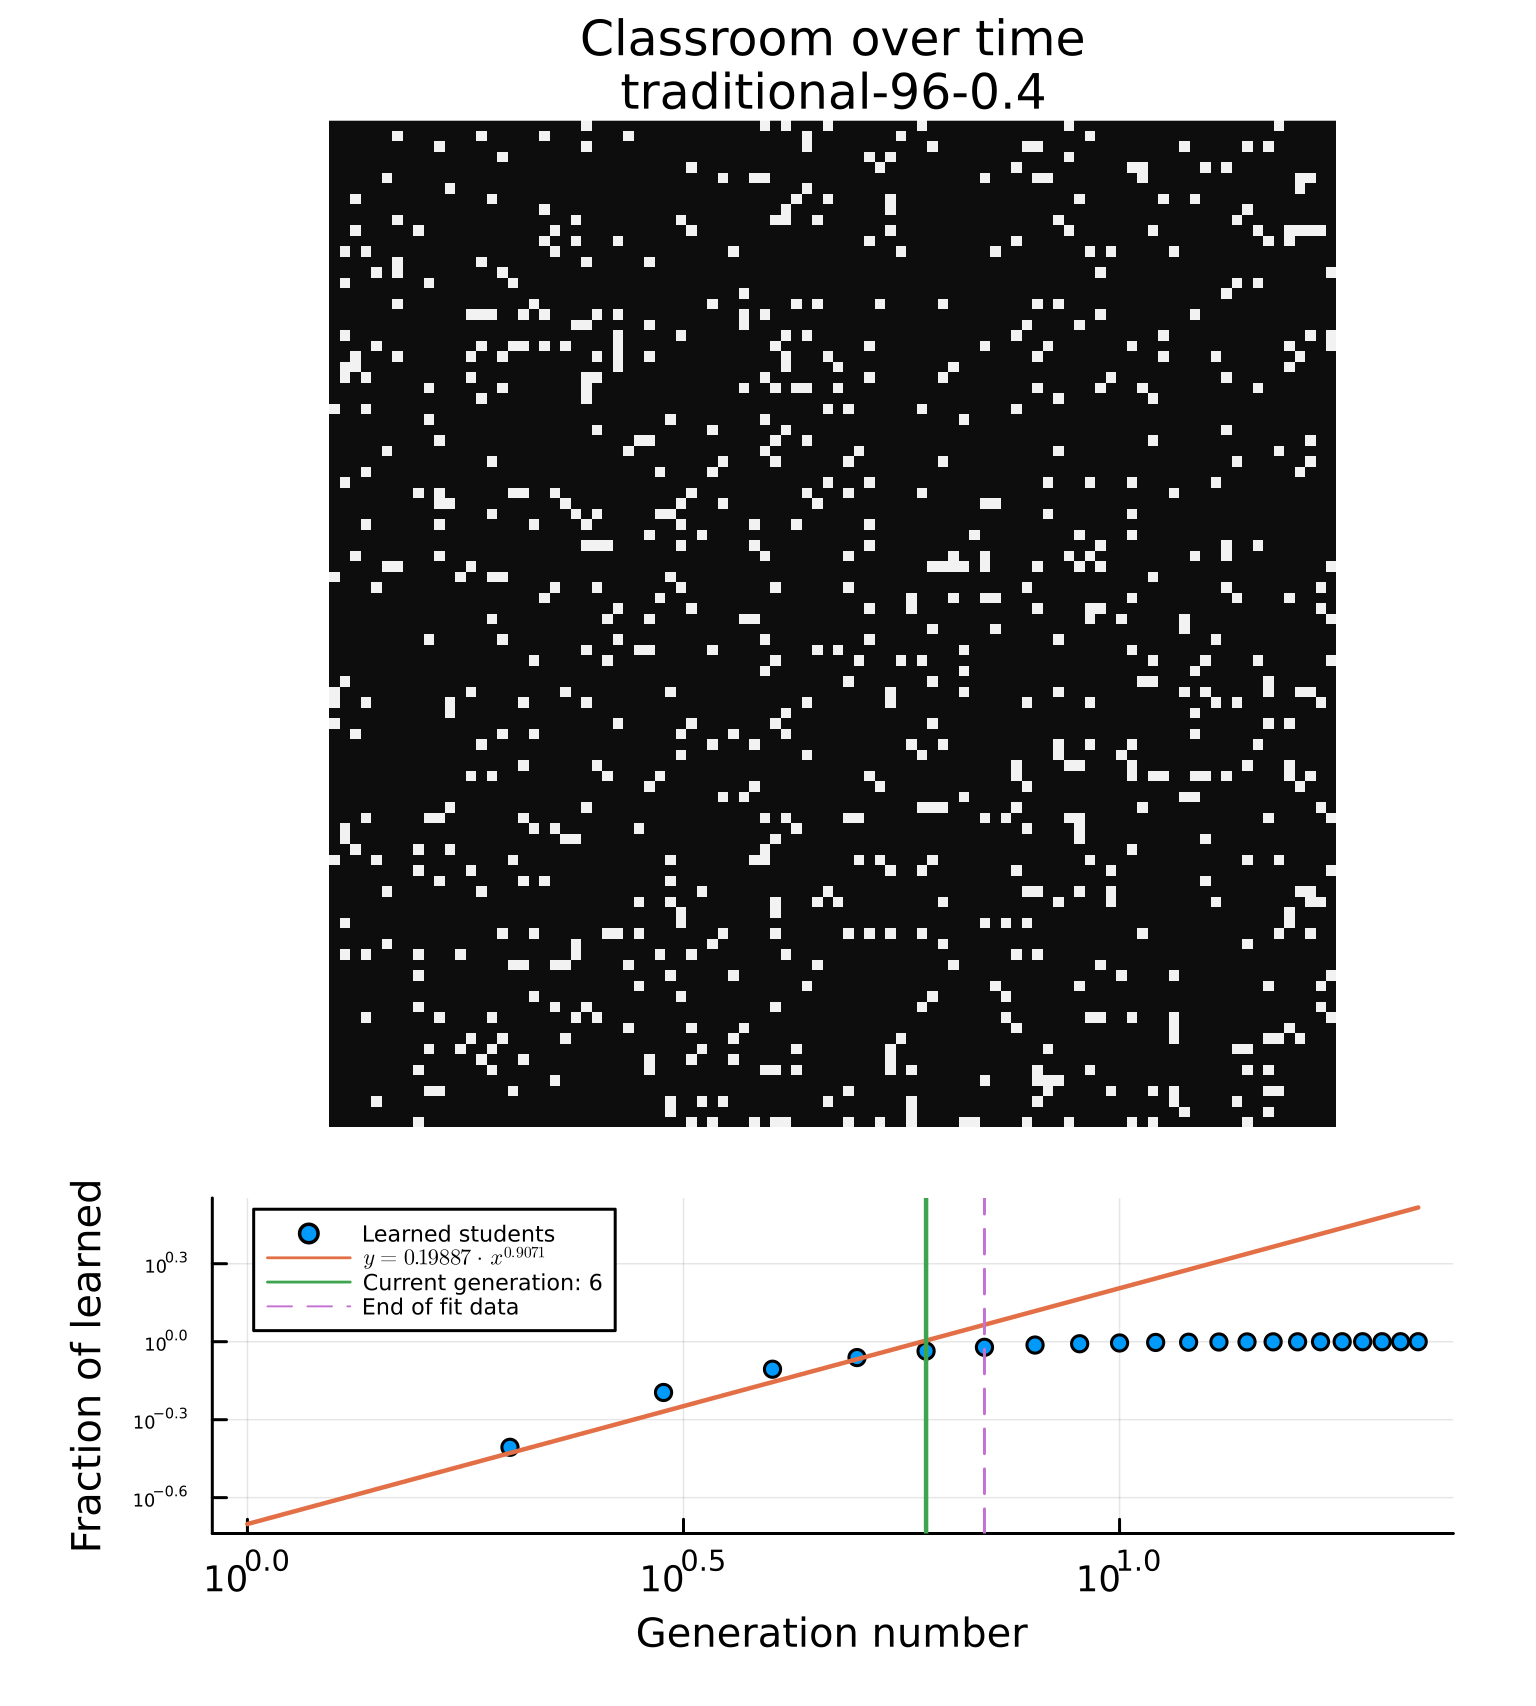 Classroom over time
traditional-96-0.4
Fraction of learned
Learned students
y = 0.19887 · x^0.9071
Current generation: 6
End of fit data
10^0.3
10^0.0
10^−0.3
10^−0.6
10^0.0 10^0.5 10^1.0
Generation number